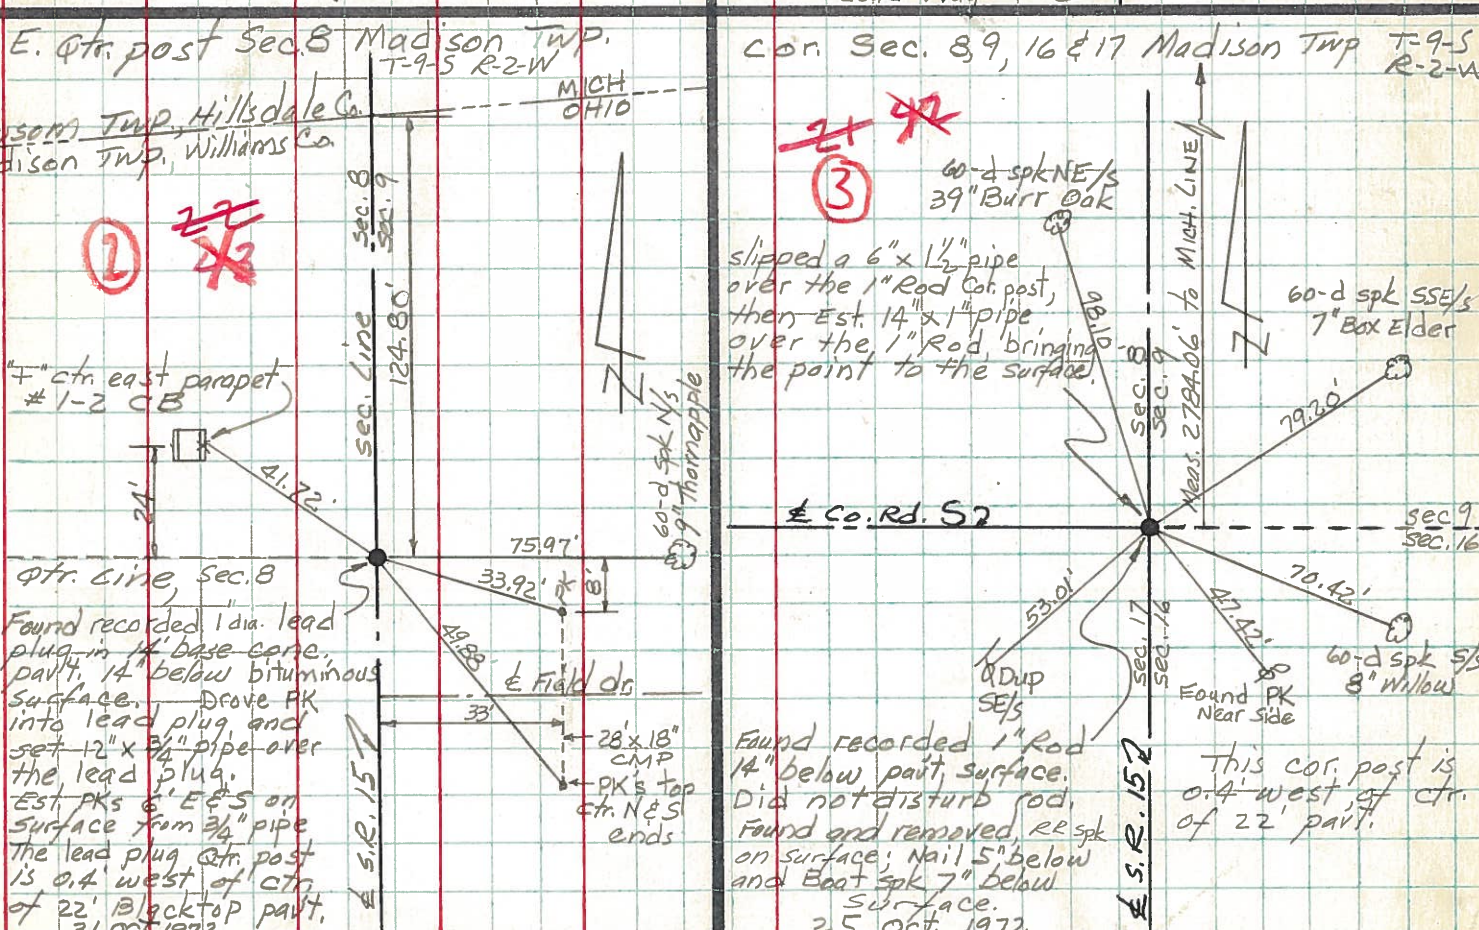 E. Qtr. post Sec. 8 Madison Twp.
T-9-S R-2-W
MICH
OHIO
Twp., Hillsdale Co.
dison Twp., Williams Co.
22
2
sec. 8
sec. 9
Sec. Line
124.80'
N
"+" ctr. east parapet
# 1-2 CB
24'
41.72'
75.97'
60-d spk N/s
9" Thornapple
33.92'
PK
8'
49.88'
Qtr. Line, Sec. 8
Found recorded 1" dia. lead
plug in 14' base conc.
pav't. 14" below bituminous
surface. Drove PK
into lead plug and
set 12" x 3/4" pipe over
the lead plug.
Est. PKs 6' E & S on
surface from 3/4" pipe
The lead plug Qtr. post
is 0.4' west of ctr.
of 22' Blacktop pav't.
1972
℄ Field dr.
33'
28' x 18"
CMP
PK's top
ctr. N & S
ends
℄ S.R. 15
Cor. Sec. 8, 9, 16 & 17 Madison Twp T-9-S
R-2-W
21 42
3
60-d spk NE/s
39" Burr Oak
slipped a 6" x 1½" pipe
over the 1" Rod Cor. post,
then Est. 14" x 1" pipe
over the 1" Rod, bringing
the point to the surface.
98.10'
Sec. 8
Sec. 9
Meas. 2784.06' to MICH. LINE
N
60-d spk SSE/s
7" Box Elder
79.20'
℄ Co. Rd. S
sec 9
sec. 16
53.01'
Dup
SE/s
sec. 17
sec. 16
47.42'
Found PK
Near Side
70.42'
60-d spk S/s
8" Willow
Found recorded 1" Rod
14" below pav't. surface.
Did not disturb rod.
Found and removed, RR spk
on surface; Nail 5" below
and Boat spk 7" below
Surface.
25 Oct. 1972
℄ S.R. 15
This cor. post is
0.4' west of ctr.
of 22' pav't.